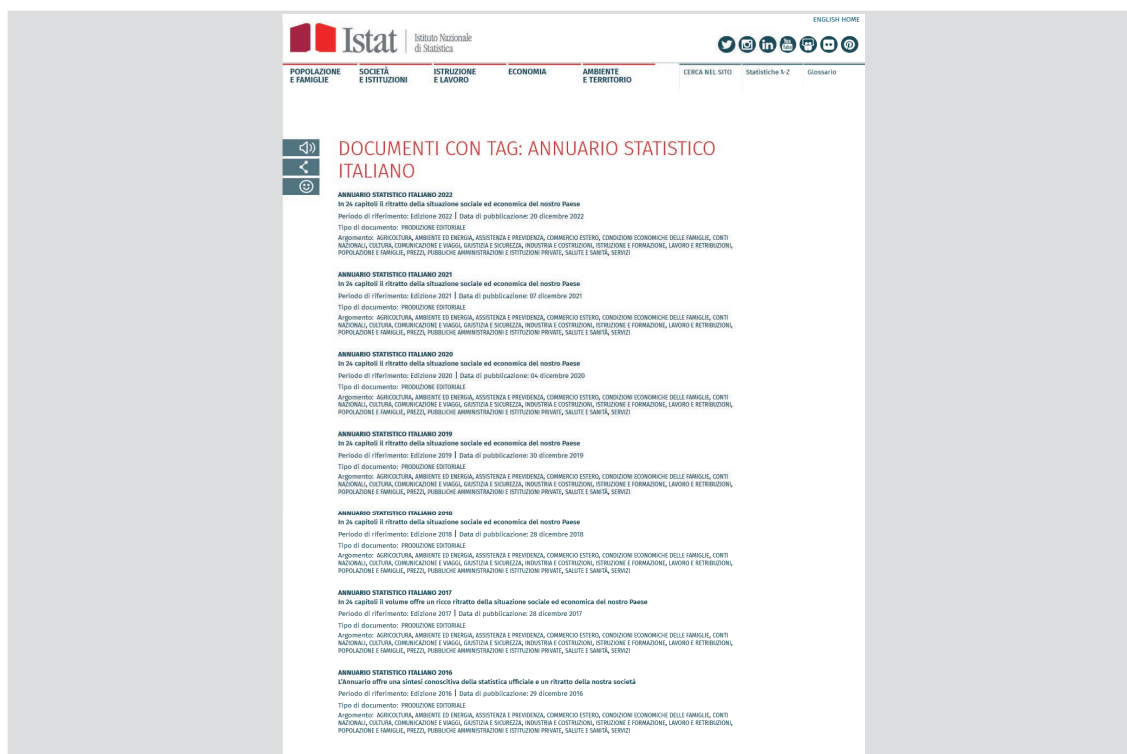 ENGLISH HOME
Istat
Istituto Nazionale
di Statistica
POPOLAZIONE
E FAMIGLIE
SOCIETÀ
E ISTITUZIONI
ISTRUZIONE
E LAVORO
ECONOMIA
AMBIENTE
E TERRITORIO
CERCA NEL SITO
Statistiche A-Z
Glossario
DOCUMENTI CON TAG: ANNUARIO STATISTICO
ITALIANO
ANNUARIO STATISTICO ITALIANO 2022
In 24 capitoli il ritratto della situazione sociale ed economica del nostro Paese
Periodo di riferimento: Edizione 2022 | Data di pubblicazione: 20 dicembre 2022
Tipo di documento: PRODUZIONE EDITORIALE
Argomento: AGRICOLTURA, AMBIENTE ED ENERGIA, ASSISTENZA E PREVIDENZA, COMMERCIO ESTERO, CONDIZIONI ECONOMICHE DELLE FAMIGLIE, CONTI
NAZIONALI, CULTURA, COMUNICAZIONE E VIAGGI, GIUSTIZIA E SICUREZZA, INDUSTRIA E COSTRUZIONI, ISTRUZIONE E FORMAZIONE, LAVORO E RETRIBUZIONI,
POPOLAZIONE E FAMIGLIE, PREZZI, PUBBLICHE AMMINISTRAZIONI E ISTITUZIONI PRIVATE, SALUTE E SANITÀ, SERVIZI
ANNUARIO STATISTICO ITALIANO 2021
In 24 capitoli il ritratto della situazione sociale ed economica del nostro Paese
Periodo di riferimento: Edizione 2021 | Data di pubblicazione: 07 dicembre 2021
Tipo di documento: PRODUZIONE EDITORIALE
Argomento: AGRICOLTURA, AMBIENTE ED ENERGIA, ASSISTENZA E PREVIDENZA, COMMERCIO ESTERO, CONDIZIONI ECONOMICHE DELLE FAMIGLIE, CONTI
NAZIONALI, CULTURA, COMUNICAZIONE E VIAGGI, GIUSTIZIA E SICUREZZA, INDUSTRIA E COSTRUZIONI, ISTRUZIONE E FORMAZIONE, LAVORO E RETRIBUZIONI,
POPOLAZIONE E FAMIGLIE, PREZZI, PUBBLICHE AMMINISTRAZIONI E ISTITUZIONI PRIVATE, SALUTE E SANITÀ, SERVIZI
ANNUARIO STATISTICO ITALIANO 2020
In 24 capitoli il ritratto della situazione sociale ed economica del nostro Paese
Periodo di riferimento: Edizione 2020 | Data di pubblicazione: 04 dicembre 2020
Tipo di documento: PRODUZIONE EDITORIALE
Argomento: AGRICOLTURA, AMBIENTE ED ENERGIA, ASSISTENZA E PREVIDENZA, COMMERCIO ESTERO, CONDIZIONI ECONOMICHE DELLE FAMIGLIE, CONTI
NAZIONALI, CULTURA, COMUNICAZIONE E VIAGGI, GIUSTIZIA E SICUREZZA, INDUSTRIA E COSTRUZIONI, ISTRUZIONE E FORMAZIONE, LAVORO E RETRIBUZIONI,
POPOLAZIONE E FAMIGLIE, PREZZI, PUBBLICHE AMMINISTRAZIONI E ISTITUZIONI PRIVATE, SALUTE E SANITÀ, SERVIZI
ANNUARIO STATISTICO ITALIANO 2019
In 24 capitoli il ritratto della situazione sociale ed economica del nostro Paese
Periodo di riferimento: Edizione 2019 | Data di pubblicazione: 30 dicembre 2019
Tipo di documento: PRODUZIONE EDITORIALE
Argomento: AGRICOLTURA, AMBIENTE ED ENERGIA, ASSISTENZA E PREVIDENZA, COMMERCIO ESTERO, CONDIZIONI ECONOMICHE DELLE FAMIGLIE, CONTI
NAZIONALI, CULTURA, COMUNICAZIONE E VIAGGI, GIUSTIZIA E SICUREZZA, INDUSTRIA E COSTRUZIONI, ISTRUZIONE E FORMAZIONE, LAVORO E RETRIBUZIONI,
POPOLAZIONE E FAMIGLIE, PREZZI, PUBBLICHE AMMINISTRAZIONI E ISTITUZIONI PRIVATE, SALUTE E SANITÀ, SERVIZI
ANNUARIO STATISTICO ITALIANO 2018
In 24 capitoli il ritratto della situazione sociale ed economica del nostro Paese
Periodo di riferimento: Edizione 2018 | Data di pubblicazione: 28 dicembre 2018
Tipo di documento: PRODUZIONE EDITORIALE
Argomento: AGRICOLTURA, AMBIENTE ED ENERGIA, ASSISTENZA E PREVIDENZA, COMMERCIO ESTERO, CONDIZIONI ECONOMICHE DELLE FAMIGLIE, CONTI
NAZIONALI, CULTURA, COMUNICAZIONE E VIAGGI, GIUSTIZIA E SICUREZZA, INDUSTRIA E COSTRUZIONI, ISTRUZIONE E FORMAZIONE, LAVORO E RETRIBUZIONI,
POPOLAZIONE E FAMIGLIE, PREZZI, PUBBLICHE AMMINISTRAZIONI E ISTITUZIONI PRIVATE, SALUTE E SANITÀ, SERVIZI
ANNUARIO STATISTICO ITALIANO 2017
In 24 capitoli il volume offre un ricco ritratto della situazione sociale ed economica del nostro Paese
Periodo di riferimento: Edizione 2017 | Data di pubblicazione: 28 dicembre 2017
Tipo di documento: PRODUZIONE EDITORIALE
Argomento: AGRICOLTURA, AMBIENTE ED ENERGIA, ASSISTENZA E PREVIDENZA, COMMERCIO ESTERO, CONDIZIONI ECONOMICHE DELLE FAMIGLIE, CONTI
NAZIONALI, CULTURA, COMUNICAZIONE E VIAGGI, GIUSTIZIA E SICUREZZA, INDUSTRIA E COSTRUZIONI, ISTRUZIONE E FORMAZIONE, LAVORO E RETRIBUZIONI,
POPOLAZIONE E FAMIGLIE, PREZZI, PUBBLICHE AMMINISTRAZIONI E ISTITUZIONI PRIVATE, SALUTE E SANITÀ, SERVIZI
ANNUARIO STATISTICO ITALIANO 2016
L'Annuario offre una sintesi conoscitiva della statistica ufficiale e un ritratto della nostra società
Periodo di riferimento: Edizione 2016 | Data di pubblicazione: 29 dicembre 2016
Tipo di documento: PRODUZIONE EDITORIALE
Argomento: AGRICOLTURA, AMBIENTE ED ENERGIA, ASSISTENZA E PREVIDENZA, COMMERCIO ESTERO, CONDIZIONI ECONOMICHE DELLE FAMIGLIE, CONTI
NAZIONALI, CULTURA, COMUNICAZIONE E VIAGGI, GIUSTIZIA E SICUREZZA, INDUSTRIA E COSTRUZIONI, ISTRUZIONE E FORMAZIONE, LAVORO E RETRIBUZIONI,
POPOLAZIONE E FAMIGLIE, PREZZI, PUBBLICHE AMMINISTRAZIONI E ISTITUZIONI PRIVATE, SALUTE E SANITÀ, SERVIZI